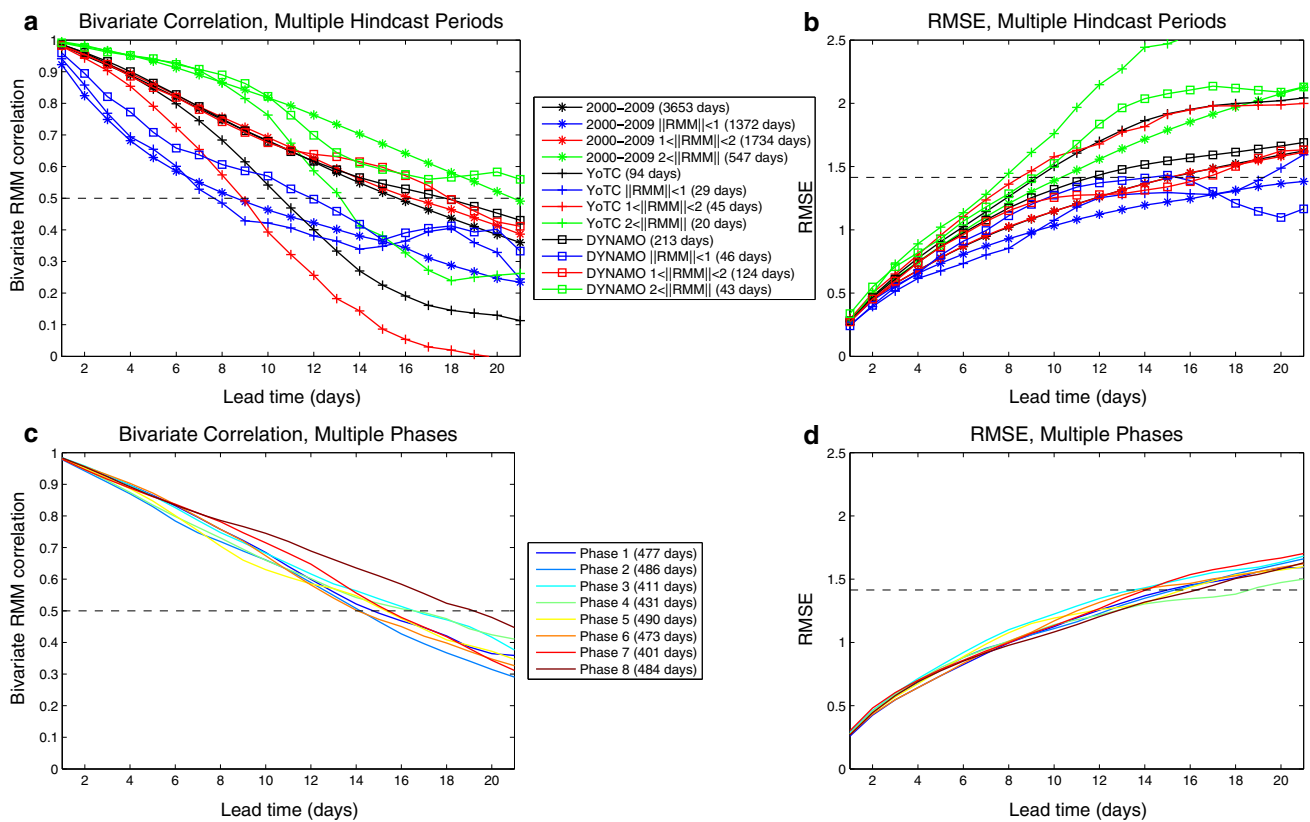 a
Bivariate Correlation, Multiple Hindcast Periods
1
0.9
0.8
0.7
0.6
0.5
0.4
0.3
0.2
0.1
0
2 4 6 8 10 12 14 16 18 20
Bivariate RMM correlation
Lead time (days)
2000−2009 (3653 days)
2000−2009 ||RMM||<1 (1372 days)
2000−2009 1<||RMM||<2 (1734 days)
2000−2009 2<||RMM|| (547 days)
YoTC (94 days)
YoTC ||RMM||<1 (29 days)
YoTC 1<||RMM||<2 (45 days)
YoTC 2<||RMM|| (20 days)
DYNAMO (213 days)
DYNAMO ||RMM||<1 (46 days)
DYNAMO 1<||RMM||<2 (124 days)
DYNAMO 2<||RMM|| (43 days)
b
RMSE, Multiple Hindcast Periods
2.5
2
1.5
1
0.5
0
2 4 6 8 10 12 14 16 18 20
RMSE
Lead time (days)
c
Bivariate Correlation, Multiple Phases
1
0.9
0.8
0.7
0.6
0.5
0.4
0.3
0.2
0.1
0
2 4 6 8 10 12 14 16 18 20
Bivariate RMM correlation
Lead time (days)
Phase 1 (477 days)
Phase 2 (486 days)
Phase 3 (411 days)
Phase 4 (431 days)
Phase 5 (490 days)
Phase 6 (473 days)
Phase 7 (401 days)
Phase 8 (484 days)
d
RMSE, Multiple Phases
2.5
2
1.5
1
0.5
0
2 4 6 8 10 12 14 16 18 20
RMSE
Lead time (days)